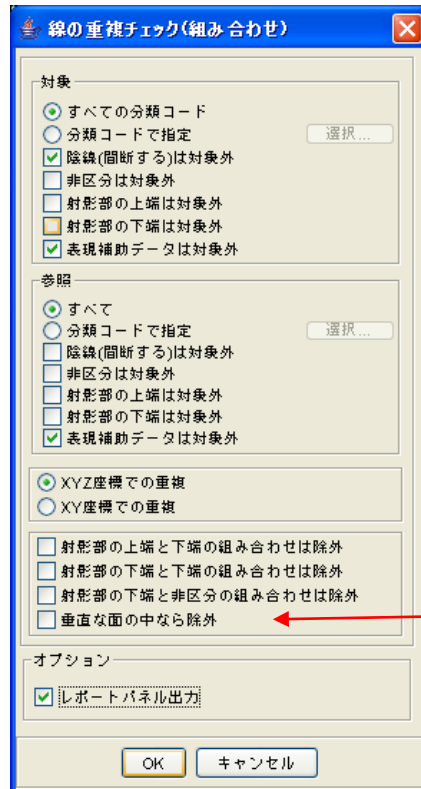 線の重複チェック(組み合わせ)
対象
すべての分類コード
分類コードで指定
選択...
陰線(間断する)は対象外
非区分は対象外
射影部の上端は対象外
射影部の下端は対象外
表現補助データは対象外
参照
すべて
分類コードで指定
選択...
陰線(間断する)は対象外
非区分は対象外
射影部の上端は対象外
射影部の下端は対象外
表現補助データは対象外
XYZ座標での重複
XY座標での重複
射影部の上端と下端の組み合わせは除外
射影部の下端と下端の組み合わせは除外
射影部の下端と非区分の組み合わせは除外
垂直な面の中なら除外
オプション
レポートパネル出力
OK
キャンセル